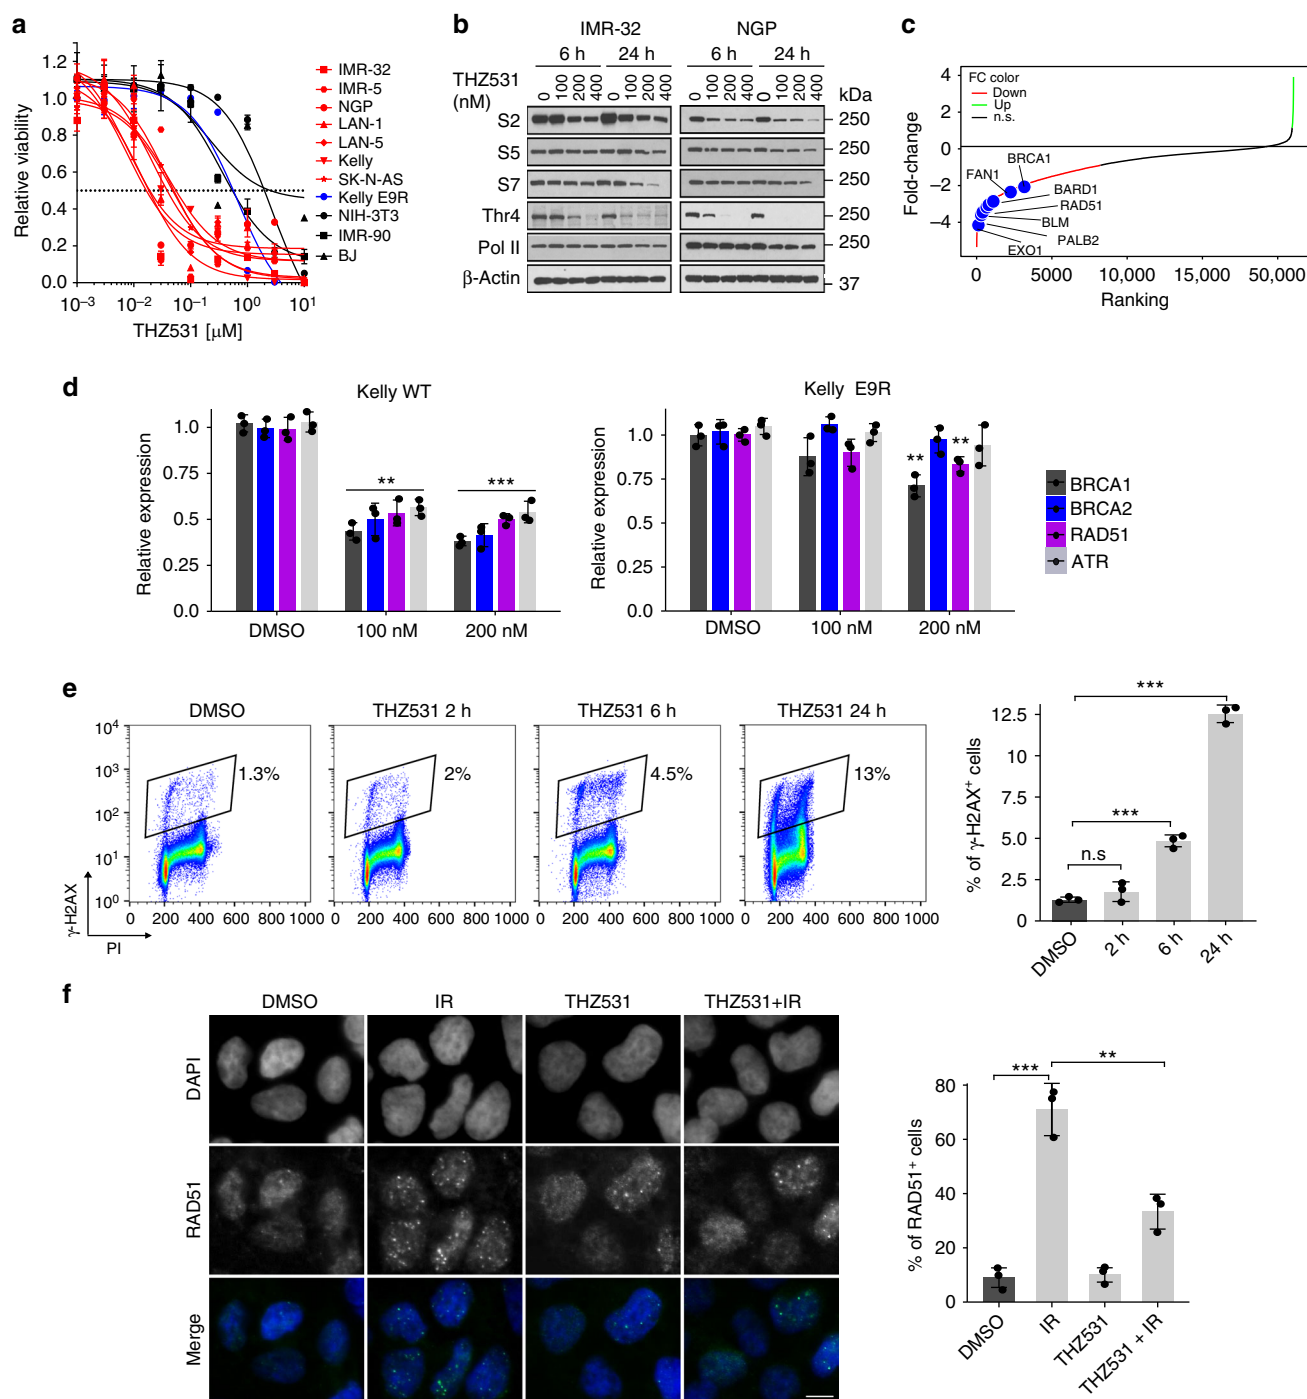 a
1.2
1.0
0.8
0.6
0.4
0.2
0.0
Relative viability
10⁻³ 10⁻² 10⁻¹ 10⁰ 10¹
THZ531 [μM]
IMR-32
IMR-5
NGP
LAN-1
LAN-5
Kelly
SK-N-AS
Kelly E9R
NIH-3T3
IMR-90
BJ
b
IMR-32 NGP
6 h 24 h 6 h 24 h
THZ531 (nM)
0 100 200 400 0 100 200 400 0 100 200 400 0 100 200 400
kDa
S2 250
S5 250
S7 250
Thr4 250
Pol II 250
β-Actin 37
c
4
2
0
−2
−4
Fold-change
FC color
Down
Up
n.s.
BRCA1
FAN1
BARD1
RAD51
BLM
PALB2
EXO1
0 5000 10,000 15,000 50,000
Ranking
d
Kelly WT
1.0
0.75
0.5
0.25
0.0
Relative expression
** ***
DMSO 100 nM 200 nM
Kelly E9R
1.0
0.75
0.5
0.25
0.0
Relative expression
** **
DMSO 100 nM 200 nM
BRCA1
BRCA2
RAD51
ATR
e
DMSO THZ531 2 h THZ531 6 h THZ531 24 h
10⁴
10³
10²
10¹
10⁰
1.3% 2% 4.5% 13%
0 200 400 600 800 1000 0 200 400 600 800 1000 0 200 400 600 800 1000 0 200 400 600 800 1000
γ-H2AX
PI
% of γ-H2AX⁺ cells
12.5
10.0
7.5
5.0
2.5
0
***
***
n.s
DMSO 2 h 6 h 24 h
f
DMSO IR THZ531 THZ531+IR
DAPI
RAD51
Merge
% of RAD51⁺ cells
80
60
40
20
0
*** **
DMSO IR THZ531 THZ531 + IR